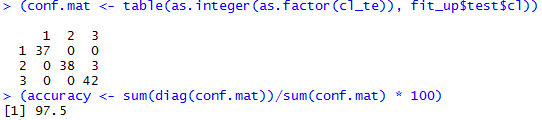 > (conf.mat <- table(as.integer(as.factor(cl_te)), fit_up$test$cl))
1 2 3
1 37 0 0
2 0 38 3
3 0 0 42
> (accuracy <- sum(diag(conf.mat))/sum(conf.mat) * 100)
[1] 97.5